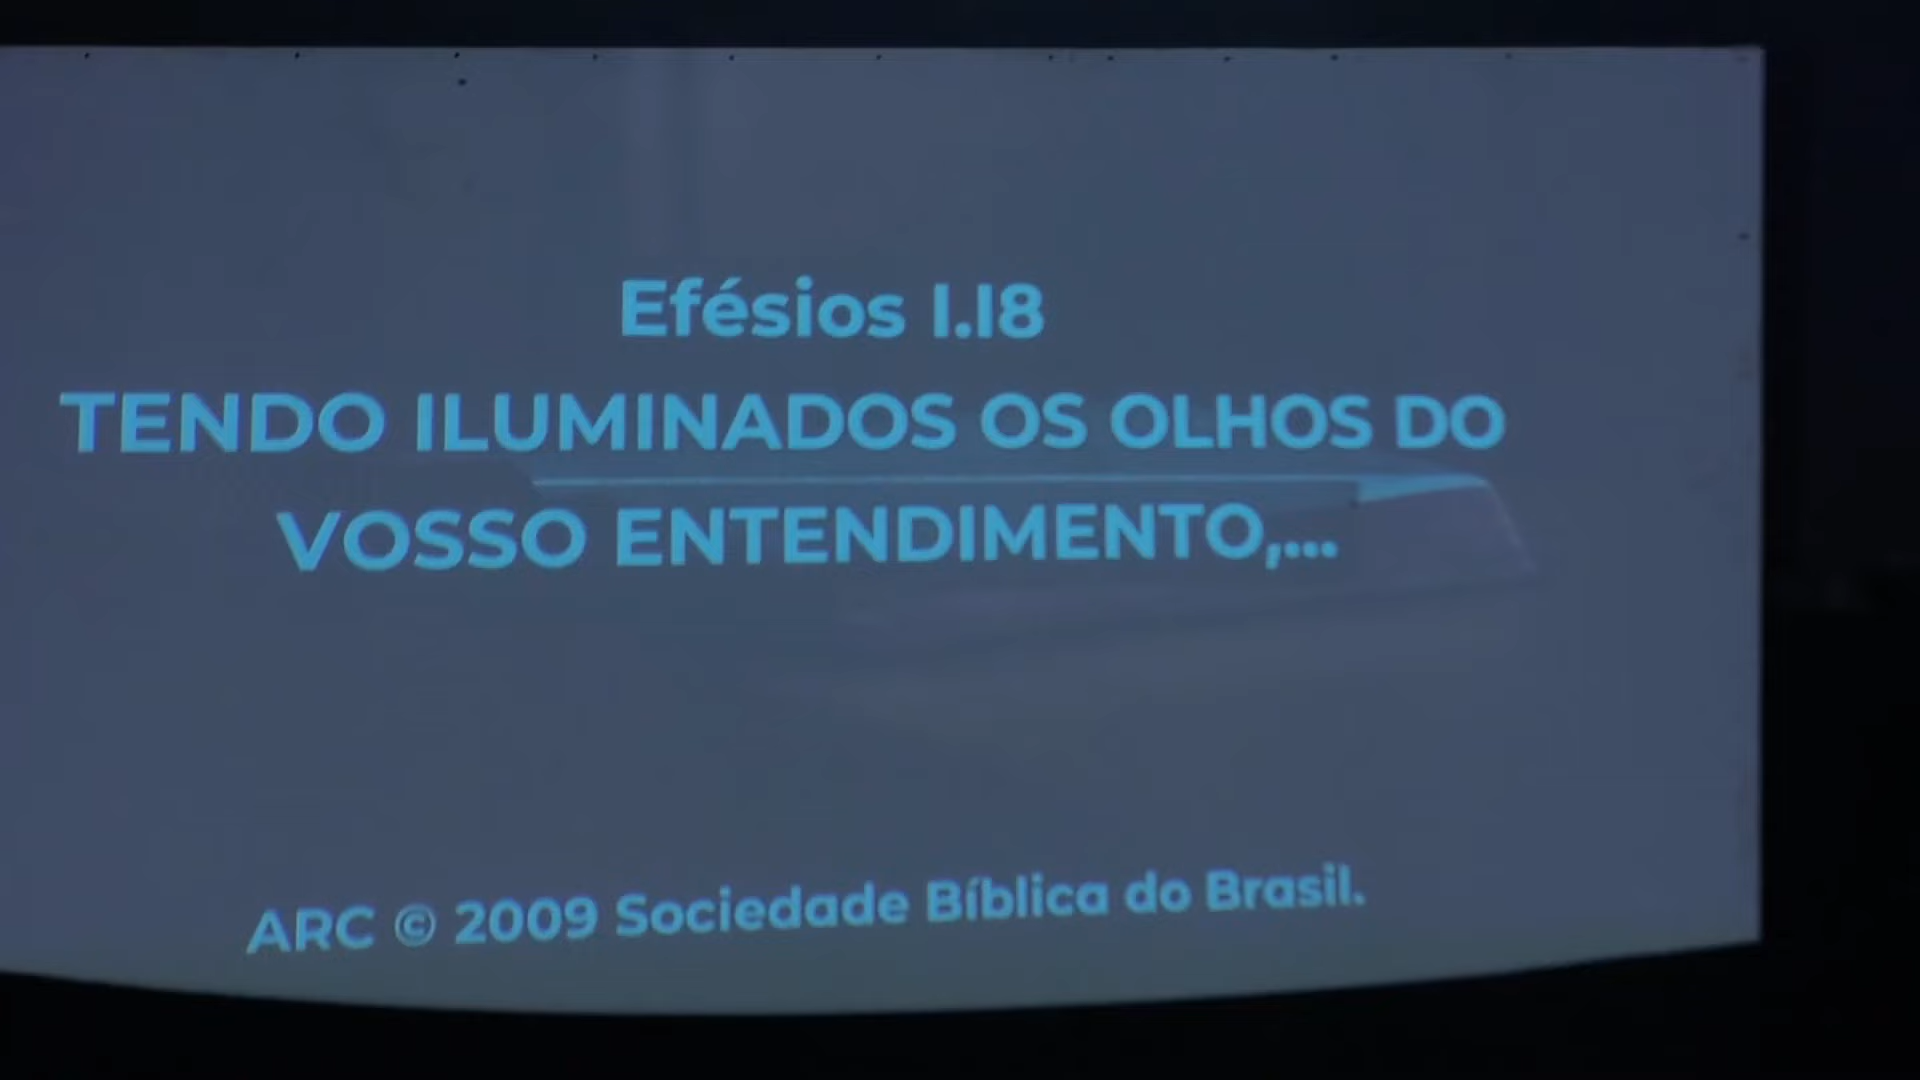 Efésios 1.18
TENDO ILUMINADOS OS OLHOS DO
VOSSO ENTENDIMENTO,...
ARC © 2009 Sociedade Bíblica do Brasil.